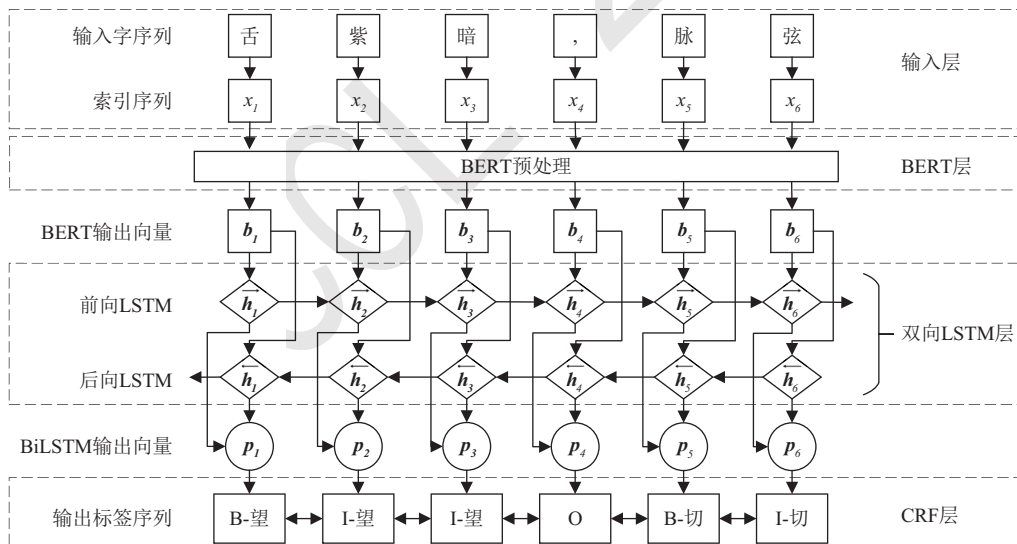 输入字序列 舌 紫 暗 , 脉 弦
输入层
索引序列 x1 x2 x3 x4 x5 x6
BERT预处理 BERT层
BERT输出向量 b1 b2 b3 b4 b5 b6
前向LSTM h1 h2 h3 h4 h5 h6
双向LSTM层
后向LSTM h1 h2 h3 h4 h5 h6
BiLSTM输出向量 p1 p2 p3 p4 p5 p6
输出标签序列 B-望 I-望 I-望 O B-切 I-切 CRF层
CCL 2